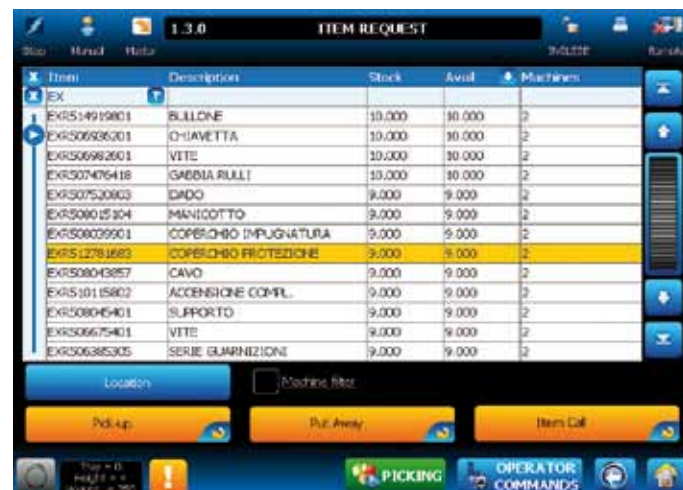 1.3.0 ITEM REQUEST
Stop Manual Master INGLESE
X Item Description Stock Avail Machines
EX
EXR514919801 BULLONE 10.000 10.000 2
EXR506936201 CHIAVETTA 10.000 10.000 2
EXR506982601 VITE 10.000 10.000 2
EXR507476418 GABBIA RULLI 10.000 10.000 2
EXR507520803 DADO 9.000 9.000 2
EXR508015104 MANICOTTO 9.000 9.000 2
EXR508039901 COPERCHIO IMPUGNATURA 9.000 9.000 2
EXR512781683 COPERCHIO PROTEZIONE 9.000 9.000 2
EXR508043857 CAVO 9.000 9.000 2
EXR510115802 ACCENSIONE COMPL. 9.000 9.000 2
EXR508045401 SUPPORTO 9.000 9.000 2
EXR506675401 VITE 9.000 9.000 2
EXR506385305 SERIE GUARNIZIONI 9.000 9.000 2
Location Machine filter
Pick-up Put Away Item Call
Tray = 0
PICKING OPERATOR
COMMANDS